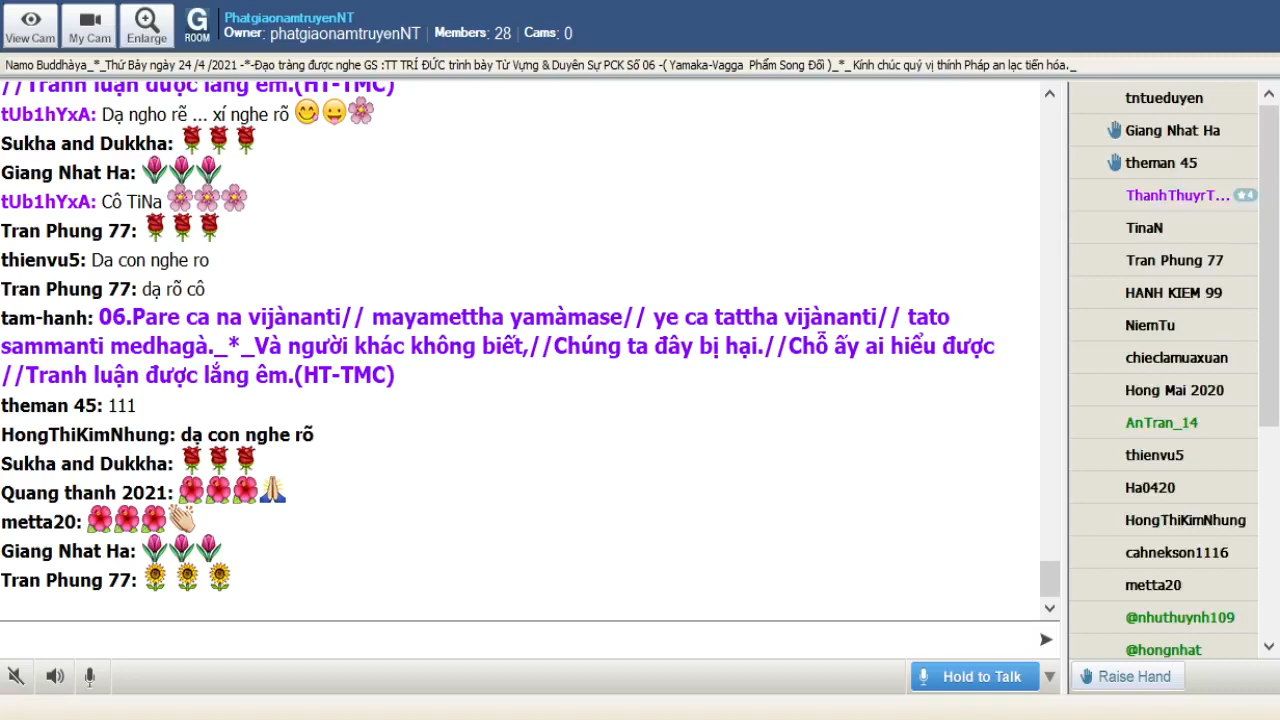 View Cam
My Cam
Enlarge
G
ROOM
PhatgiaonamtruyenNT
Owner: phatgiaonamtruyenNT | Members: 28 | Cams: 0
Namo Buddhàya_*_Thứ Bảy ngày 24 /4 /2021 -*-Đạo tràng được nghe GS :TT TRÍ ĐỨC trình bày Từ Vựng & Duyên Sự PCK Số 06 -( Yamaka-Vagga Phẩm Song Đối )_*_ Kính chúc quý vị thính Pháp an lạc tiến hóa._
//Tranh luận được lắng êm.(HT-TMC)
tUb1hYxA: Dạ ngho rẽ ... xí nghe rõ 😋😛🌸
Sukha and Dukkha: 🌹🌹🌹
Giang Nhat Ha: 🌷🌷🌷
tUb1hYxA: Cô TiNa 🌸🌸🌸
Tran Phung 77: 🌹🌹🌹
thienvu5: Da con nghe ro
Tran Phung 77: dạ rõ cô
tam-hanh: 06.Pare ca na vijànanti// mayamettha yamàmase// ye ca tattha vijànanti// tato
sammanti medhagà._*_Và người khác không biết,//Chúng ta đây bị hại.//Chỗ ấy ai hiểu được
//Tranh luận được lắng êm.(HT-TMC)
theman 45: 111
HongThiKimNhung: dạ con nghe rõ
Sukha and Dukkha: 🌹🌹🌹
Quang thanh 2021: 🌺🌺🌺🙏
metta20: 🌺🌺🌺👏
Giang Nhat Ha: 🌷🌷🌷
Tran Phung 77: 🌻🌻🌻
Hold to Talk
tntueduyen
Giang Nhat Ha
theman 45
ThanhThuyrT... ★4
TinaN
Tran Phung 77
HANH KIEM 99
NiemTu
chieclamuaxuan
Hong Mai 2020
AnTran_14
thienvu5
Ha0420
HongThiKimNhung
cahnekson1116
metta20
@nhuthuynh109
@hongnhat
Raise Hand